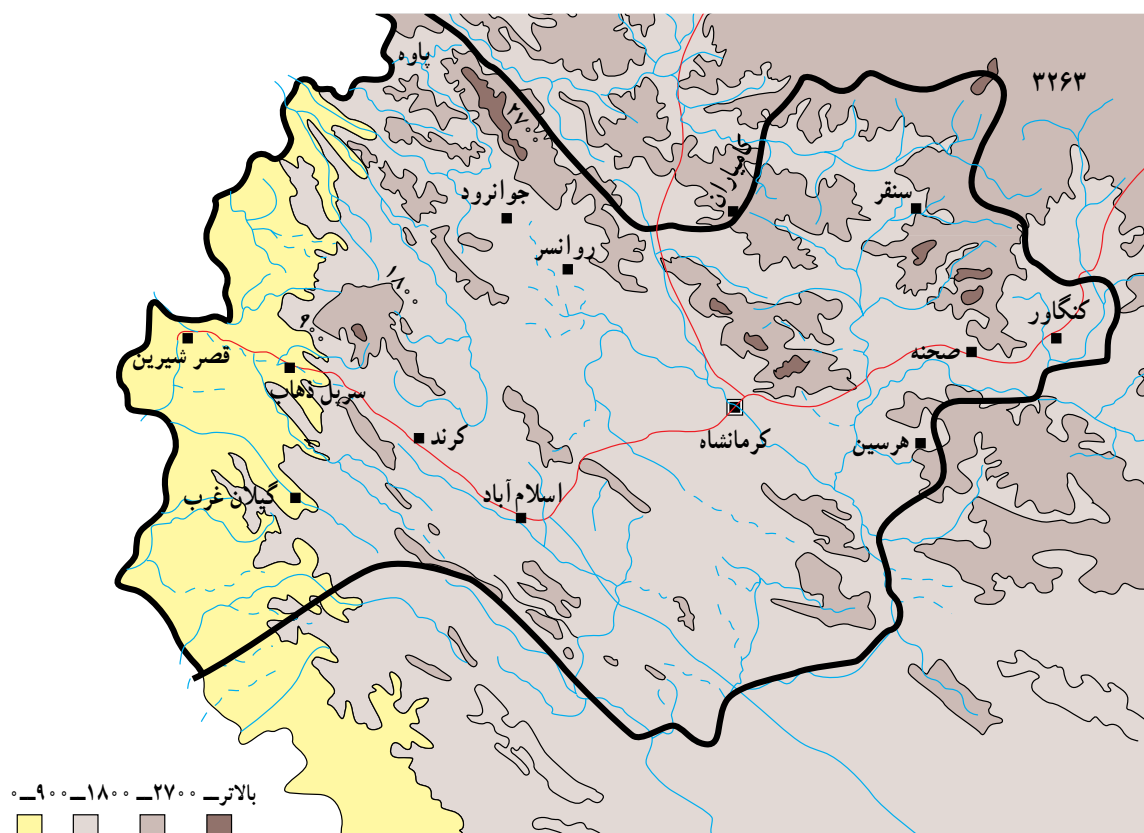 پاوه
۳۲۶۳
۲۷۰۰
کامیاران
جوانرود
سنقر
روانسر
۱۸۰۰
کنگاور
قصر شیرین
صحنه
سرپل ذهاب
کرند
کرمانشاه
هرسین
گیلان غرب
اسلام‌آباد
بالاتر ـ ۲۷۰۰ ـ ۱۸۰۰ ـ ۹۰۰ ـ ۰